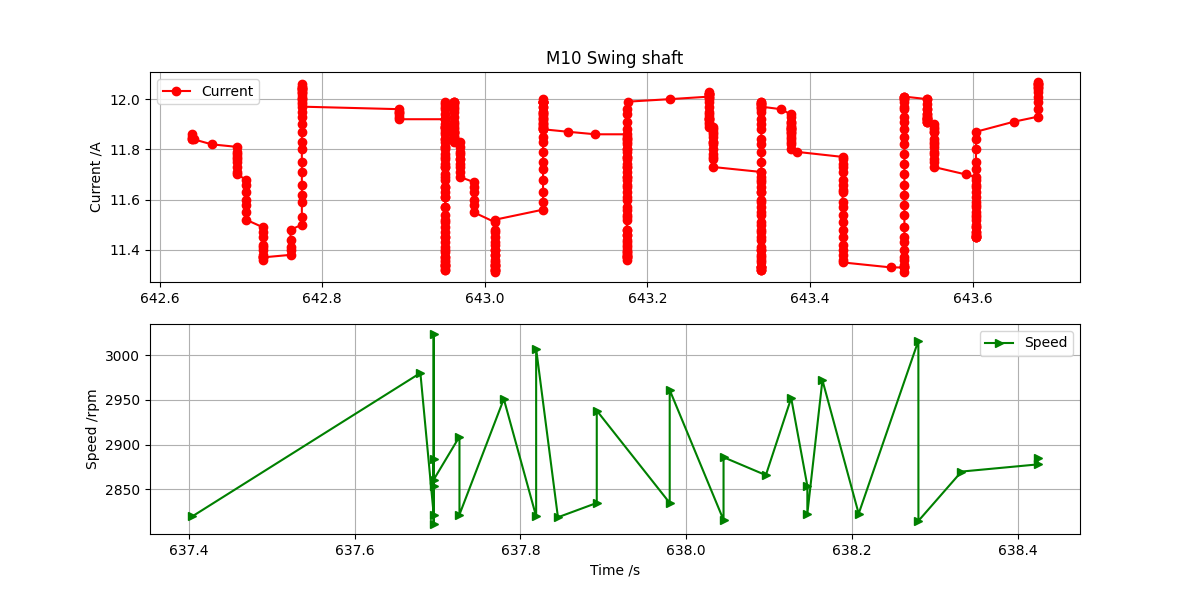 M10 Swing shaft
Current
Current /A
12.0
11.8
11.6
11.4
642.6 642.8 643.0 643.2 643.4 643.6
Speed
Speed /rpm
3000
2950
2900
2850
637.4 637.6 637.8 638.0 638.2 638.4
Time /s